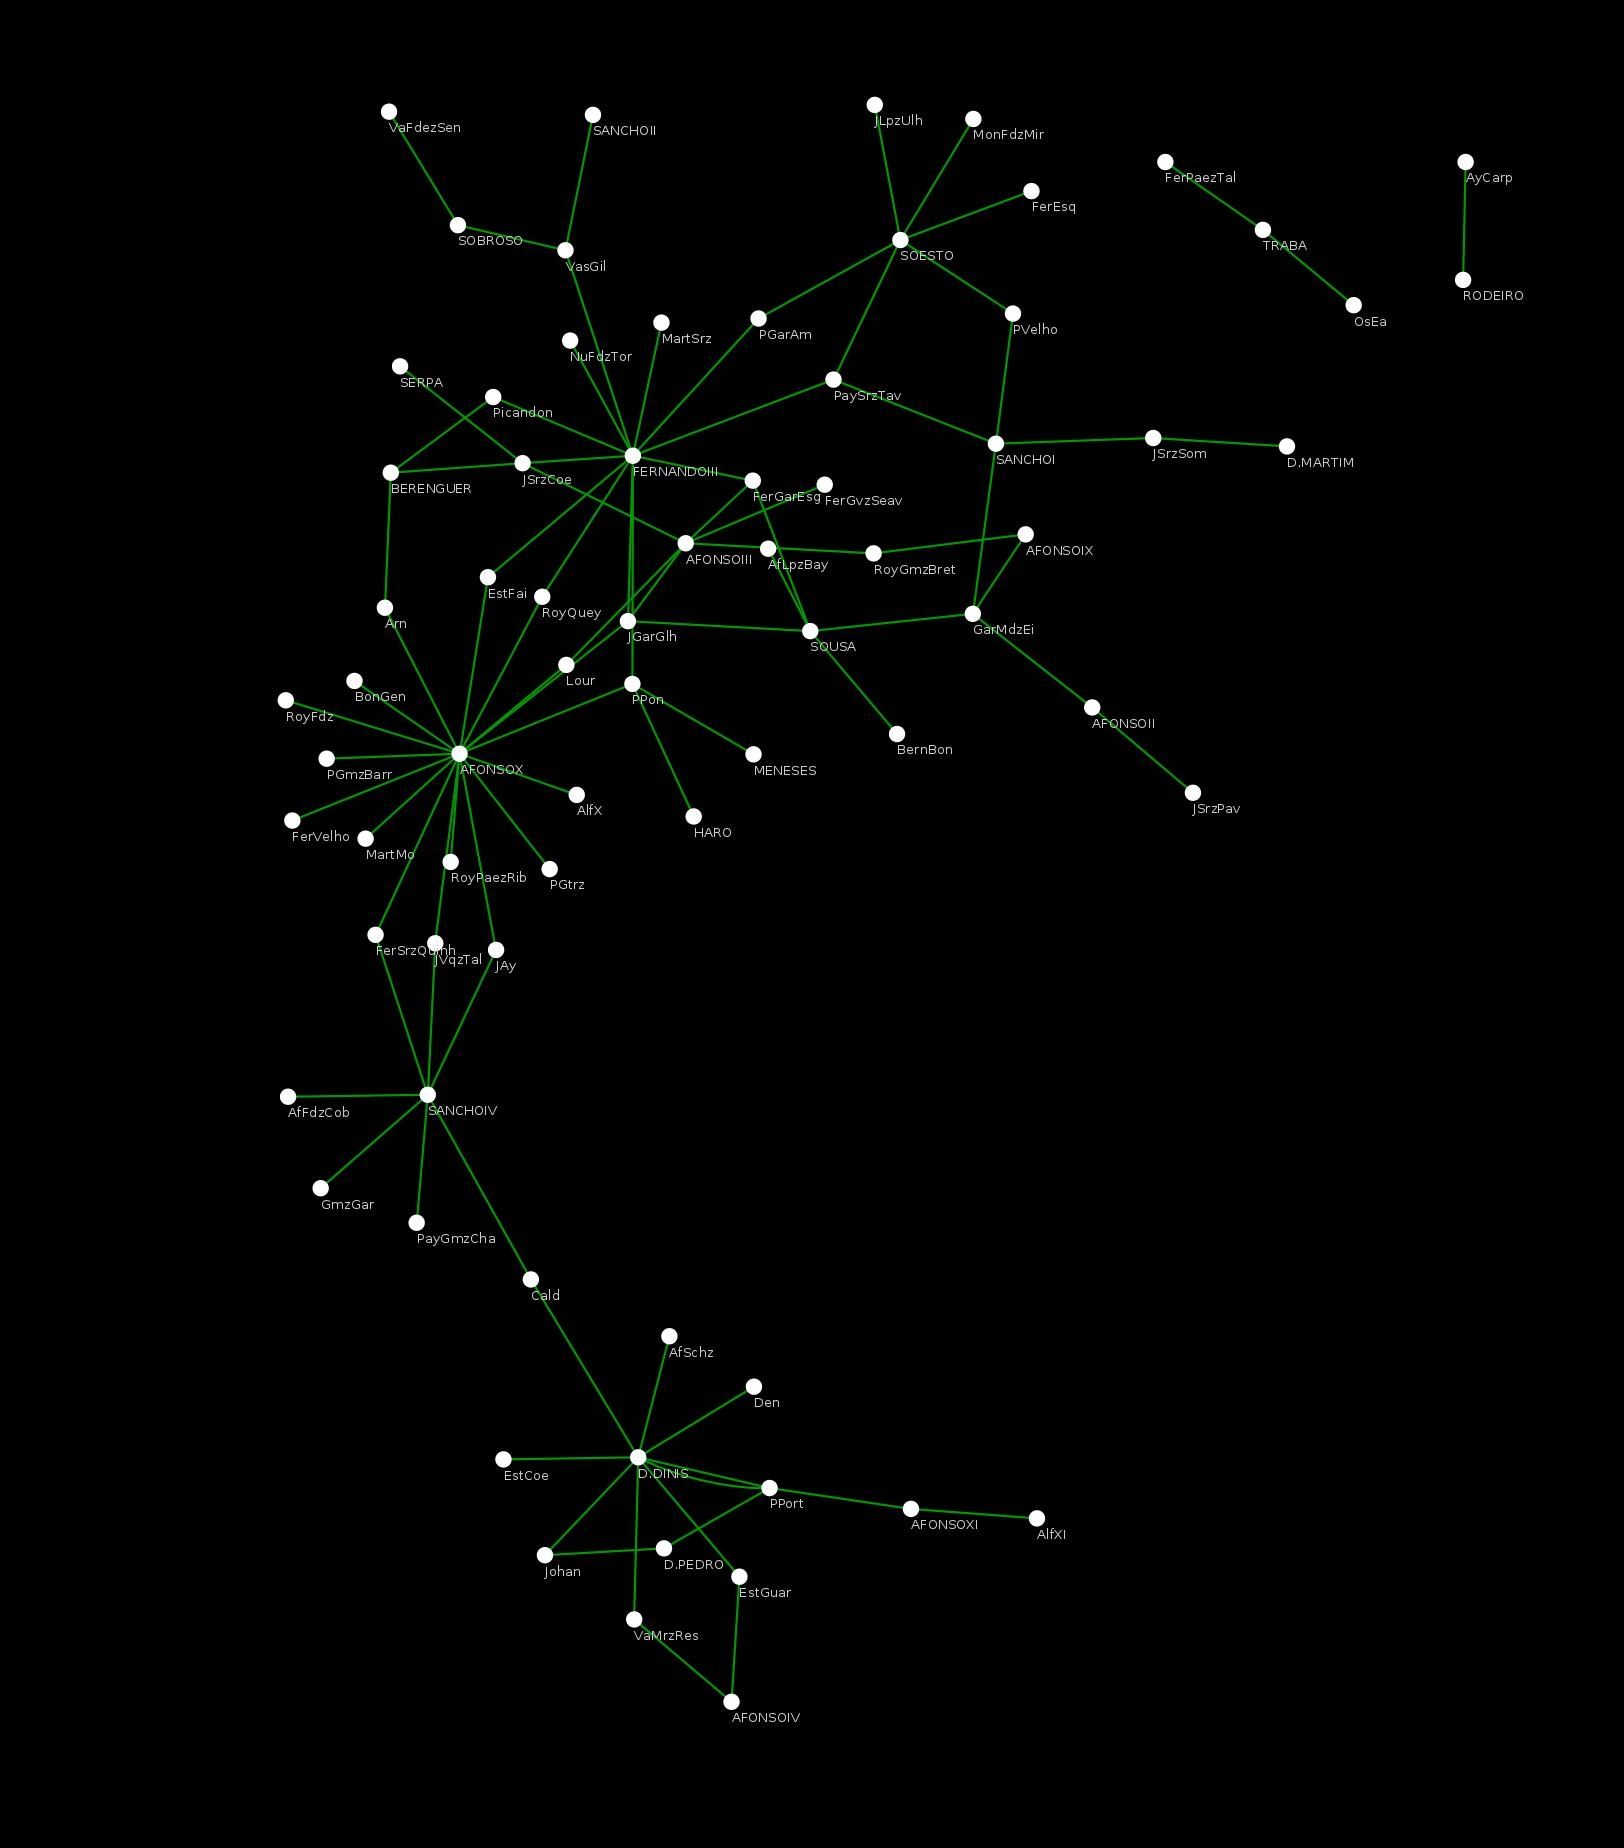 JLpzUlh
VaFdezSen
SANCHOII
MonFdzMir
FerPaezTal
AyCarp
FerEsq
SOBROSO
TRABA
SOESTO
VasGil
RODEIRO
OsEa
PVelho
PGarAm
MartSrz
NuFdzTor
SERPA
PaySrzTav
Picandon
JSrzSom
SANCHOI
D.MARTIM
FERNANDOIII
JSrzCoe
BERENGUER
FerGarEsg
FerGvzSeav
AFONSOIX
AFONSOIII
AfLpzBay
RoyGmzBret
EstFai
RoyQuey
Arn
GarMdzEi
JGarGlh
SOUSA
Lour
BonGen
PPon
RoyFdz
AFONSOII
BernBon
AFONSOX
MENESES
PGmzBarr
JSrzPav
AlfX
HARO
FerVelho
MartMo
RoyPaezRib
PGtrz
FerSrzQuinh
JVqzTal
JAy
SANCHOIV
AfFdzCob
GmzGar
PayGmzCha
Cald
AfSchz
Den
D.DINIS
EstCoe
PPort
AFONSOXI
AlfXI
D.PEDRO
Johan
EstGuar
VaMrzRes
AFONSOIV